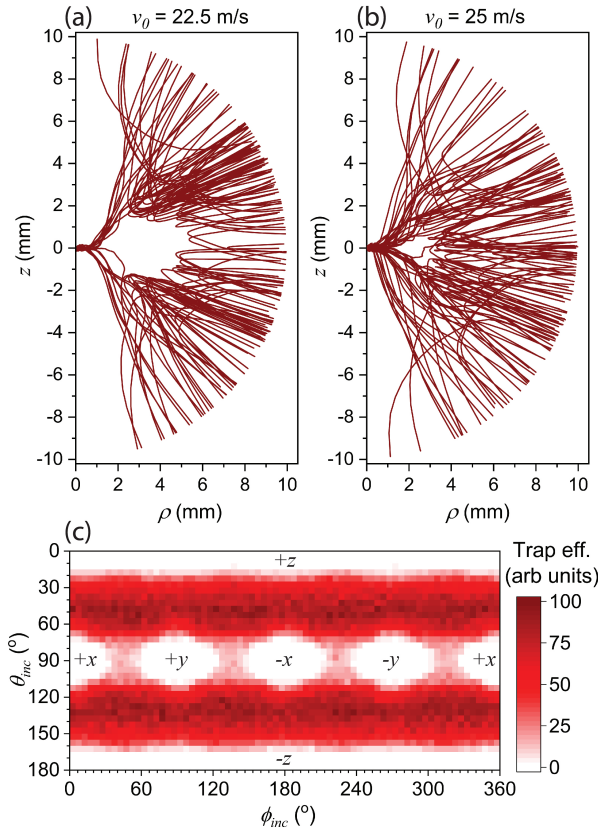 (a) v0 = 22.5 m/s
(b) v0 = 25 m/s
10
8
6
4
2
0
-2
-4
-6
-8
-10
z (mm)
0 2 4 6 8 10
ρ (mm)
10
8
6
4
2
0
-2
-4
-6
-8
-10
z (mm)
0 2 4 6 8 10
ρ (mm)
(c)
Trap eff.
(arb units)
100
75
50
25
0
0
30
60
90
120
150
180
θinc (°)
+z
+x +y -x -y +x
-z
0 60 120 180 240 300 360
ϕinc (°)